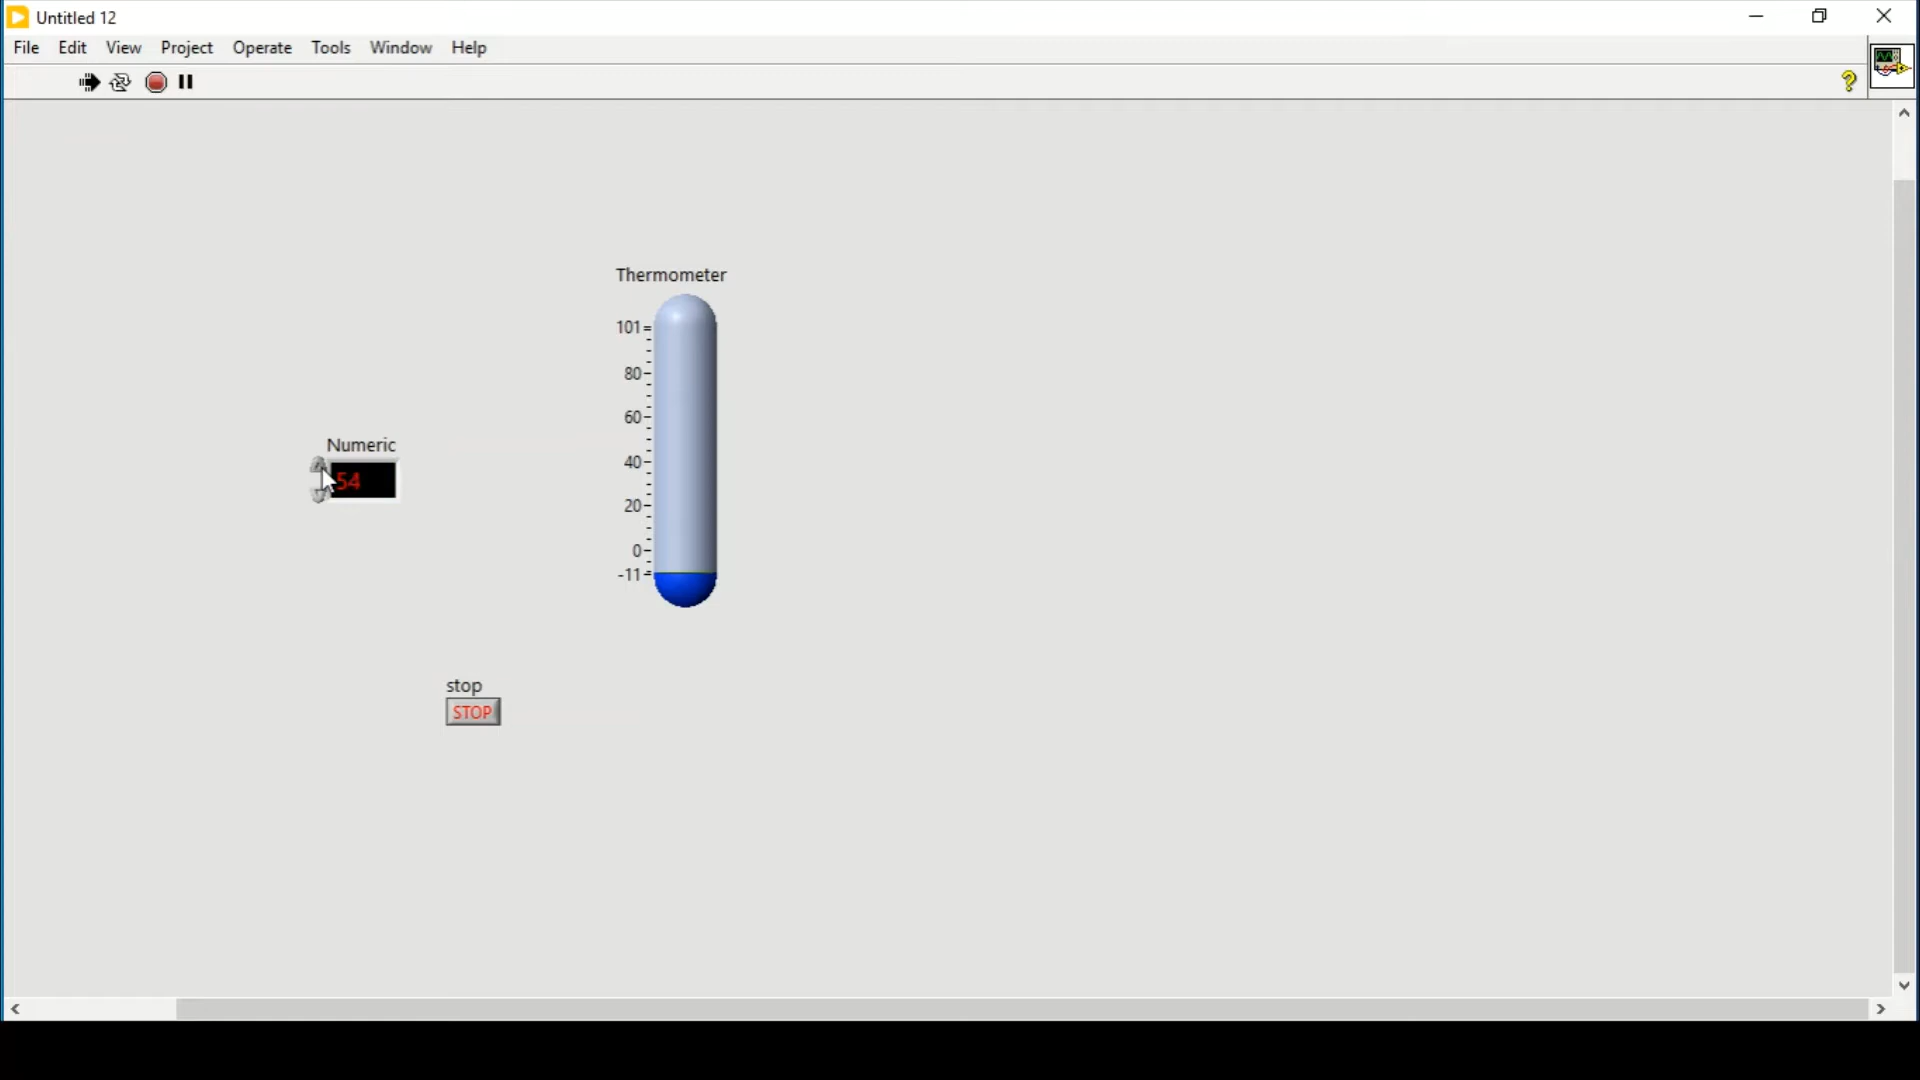 Untitled 12
File Edit View Project Operate Tools Window Help
?
Thermometer
101
80
60
40
20
0
-11
Numeric
54
stop
STOP